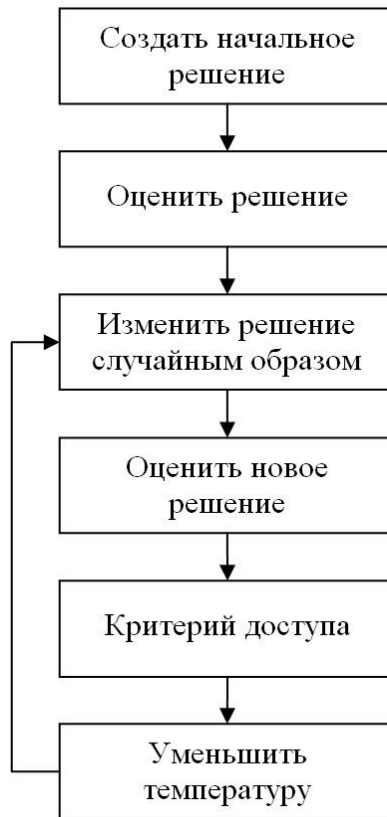 Создать начальное
решение
Оценить решение
Изменить решение
случайным образом
Оценить новое
решение
Критерий доступа
Уменьшить
температуру